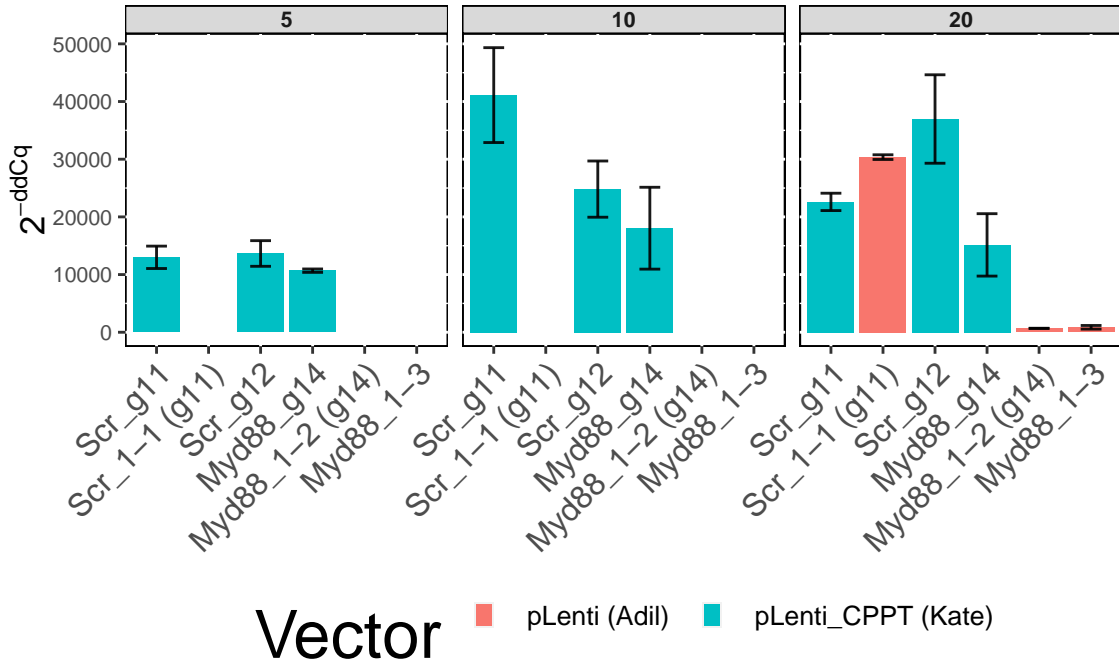 5 10 20
2^−ddCq
50000
40000
30000
20000
10000
0
Scr_g11
Scr_1−1 (g11)
Scr_g12
Myd88_g14
Myd88_1−2 (g14)
Myd88_1−3
Scr_g11
Scr_1−1 (g11)
Scr_g12
Myd88_g14
Myd88_1−2 (g14)
Myd88_1−3
Scr_g11
Scr_1−1 (g11)
Scr_g12
Myd88_g14
Myd88_1−2 (g14)
Myd88_1−3
Vector pLenti (Adil) pLenti_CPPT (Kate)